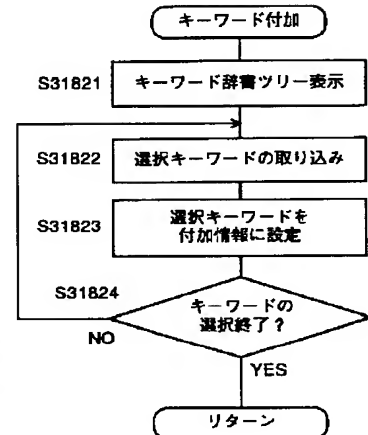 キーワード付加
S31821
キーワード辞書ツリー表示
S31822
選択キーワードの取り込み
S31823
選択キーワードを
付加情報に設定
S31824
キーワードの
選択終了？
NO
YES
リターン